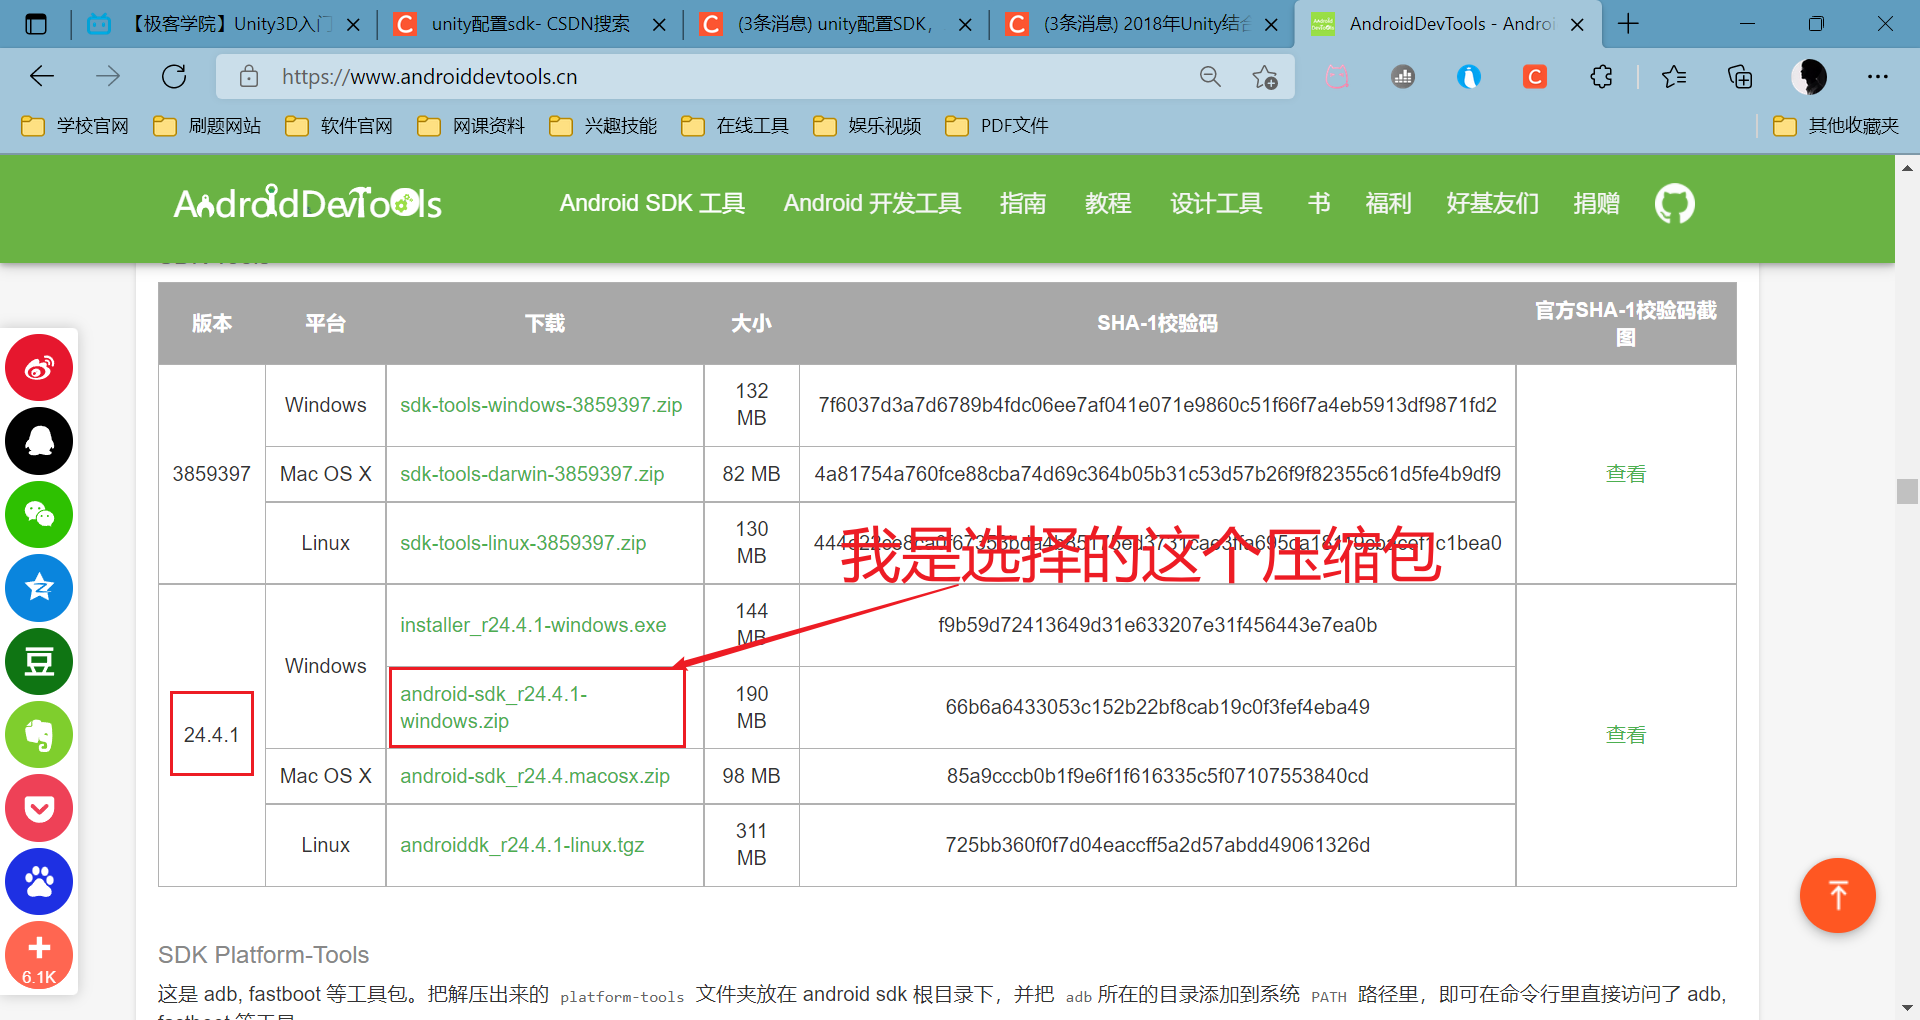 【极客学院】Unity3D入门
unity配置sdk- CSDN搜索
(3条消息) unity配置SDK,
(3条消息) 2018年Unity结合
AndroidDevTools - Androi
https://www.androiddevtools.cn
学校官网
刷题网站
软件官网
网课资料
兴趣技能
在线工具
娱乐视频
PDF文件
其他收藏夹
AndroidDevTools
Android SDK 工具
Android 开发工具
指南
教程
设计工具
书
福利
好基友们
捐赠
版本 平台 下载 大小 SHA-1校验码 官方SHA-1校验码截图
3859397
Windows sdk-tools-windows-3859397.zip 132 MB 7f6037d3a7d6789b4fdc06ee7af041e071e9860c51f66f7a4eb5913df9871fd2
Mac OS X sdk-tools-darwin-3859397.zip 82 MB 4a81754a760fce88cba74d69c364b05b31c53d57b26f9f82355c61d5fe4b9df9 查看
Linux sdk-tools-linux-3859397.zip 130 MB
我是选择的这个压缩包
24.4.1
Windows installer_r24.4.1-windows.exe 144 MB f9b59d72413649d31e633207e31f456443e7ea0b
android-sdk_r24.4.1-windows.zip 190 MB 66b6a6433053c152b22bf8cab19c0f3fef4eba49 查看
Mac OS X android-sdk_r24.4.macosx.zip 98 MB 85a9cccb0b1f9e6f1f616335c5f07107553840cd
Linux androiddk_r24.4.1-linux.tgz 311 MB 725bb360f0f7d04eaccff5a2d57abdd49061326d
豆
6.1K
SDK Platform-Tools
这是 adb, fastboot 等工具包。把解压出来的 platform-tools 文件夹放在 android sdk 根目录下，并把 adb 所在的目录添加到系统 PATH 路径里，即可在命令行里直接访问了 adb,